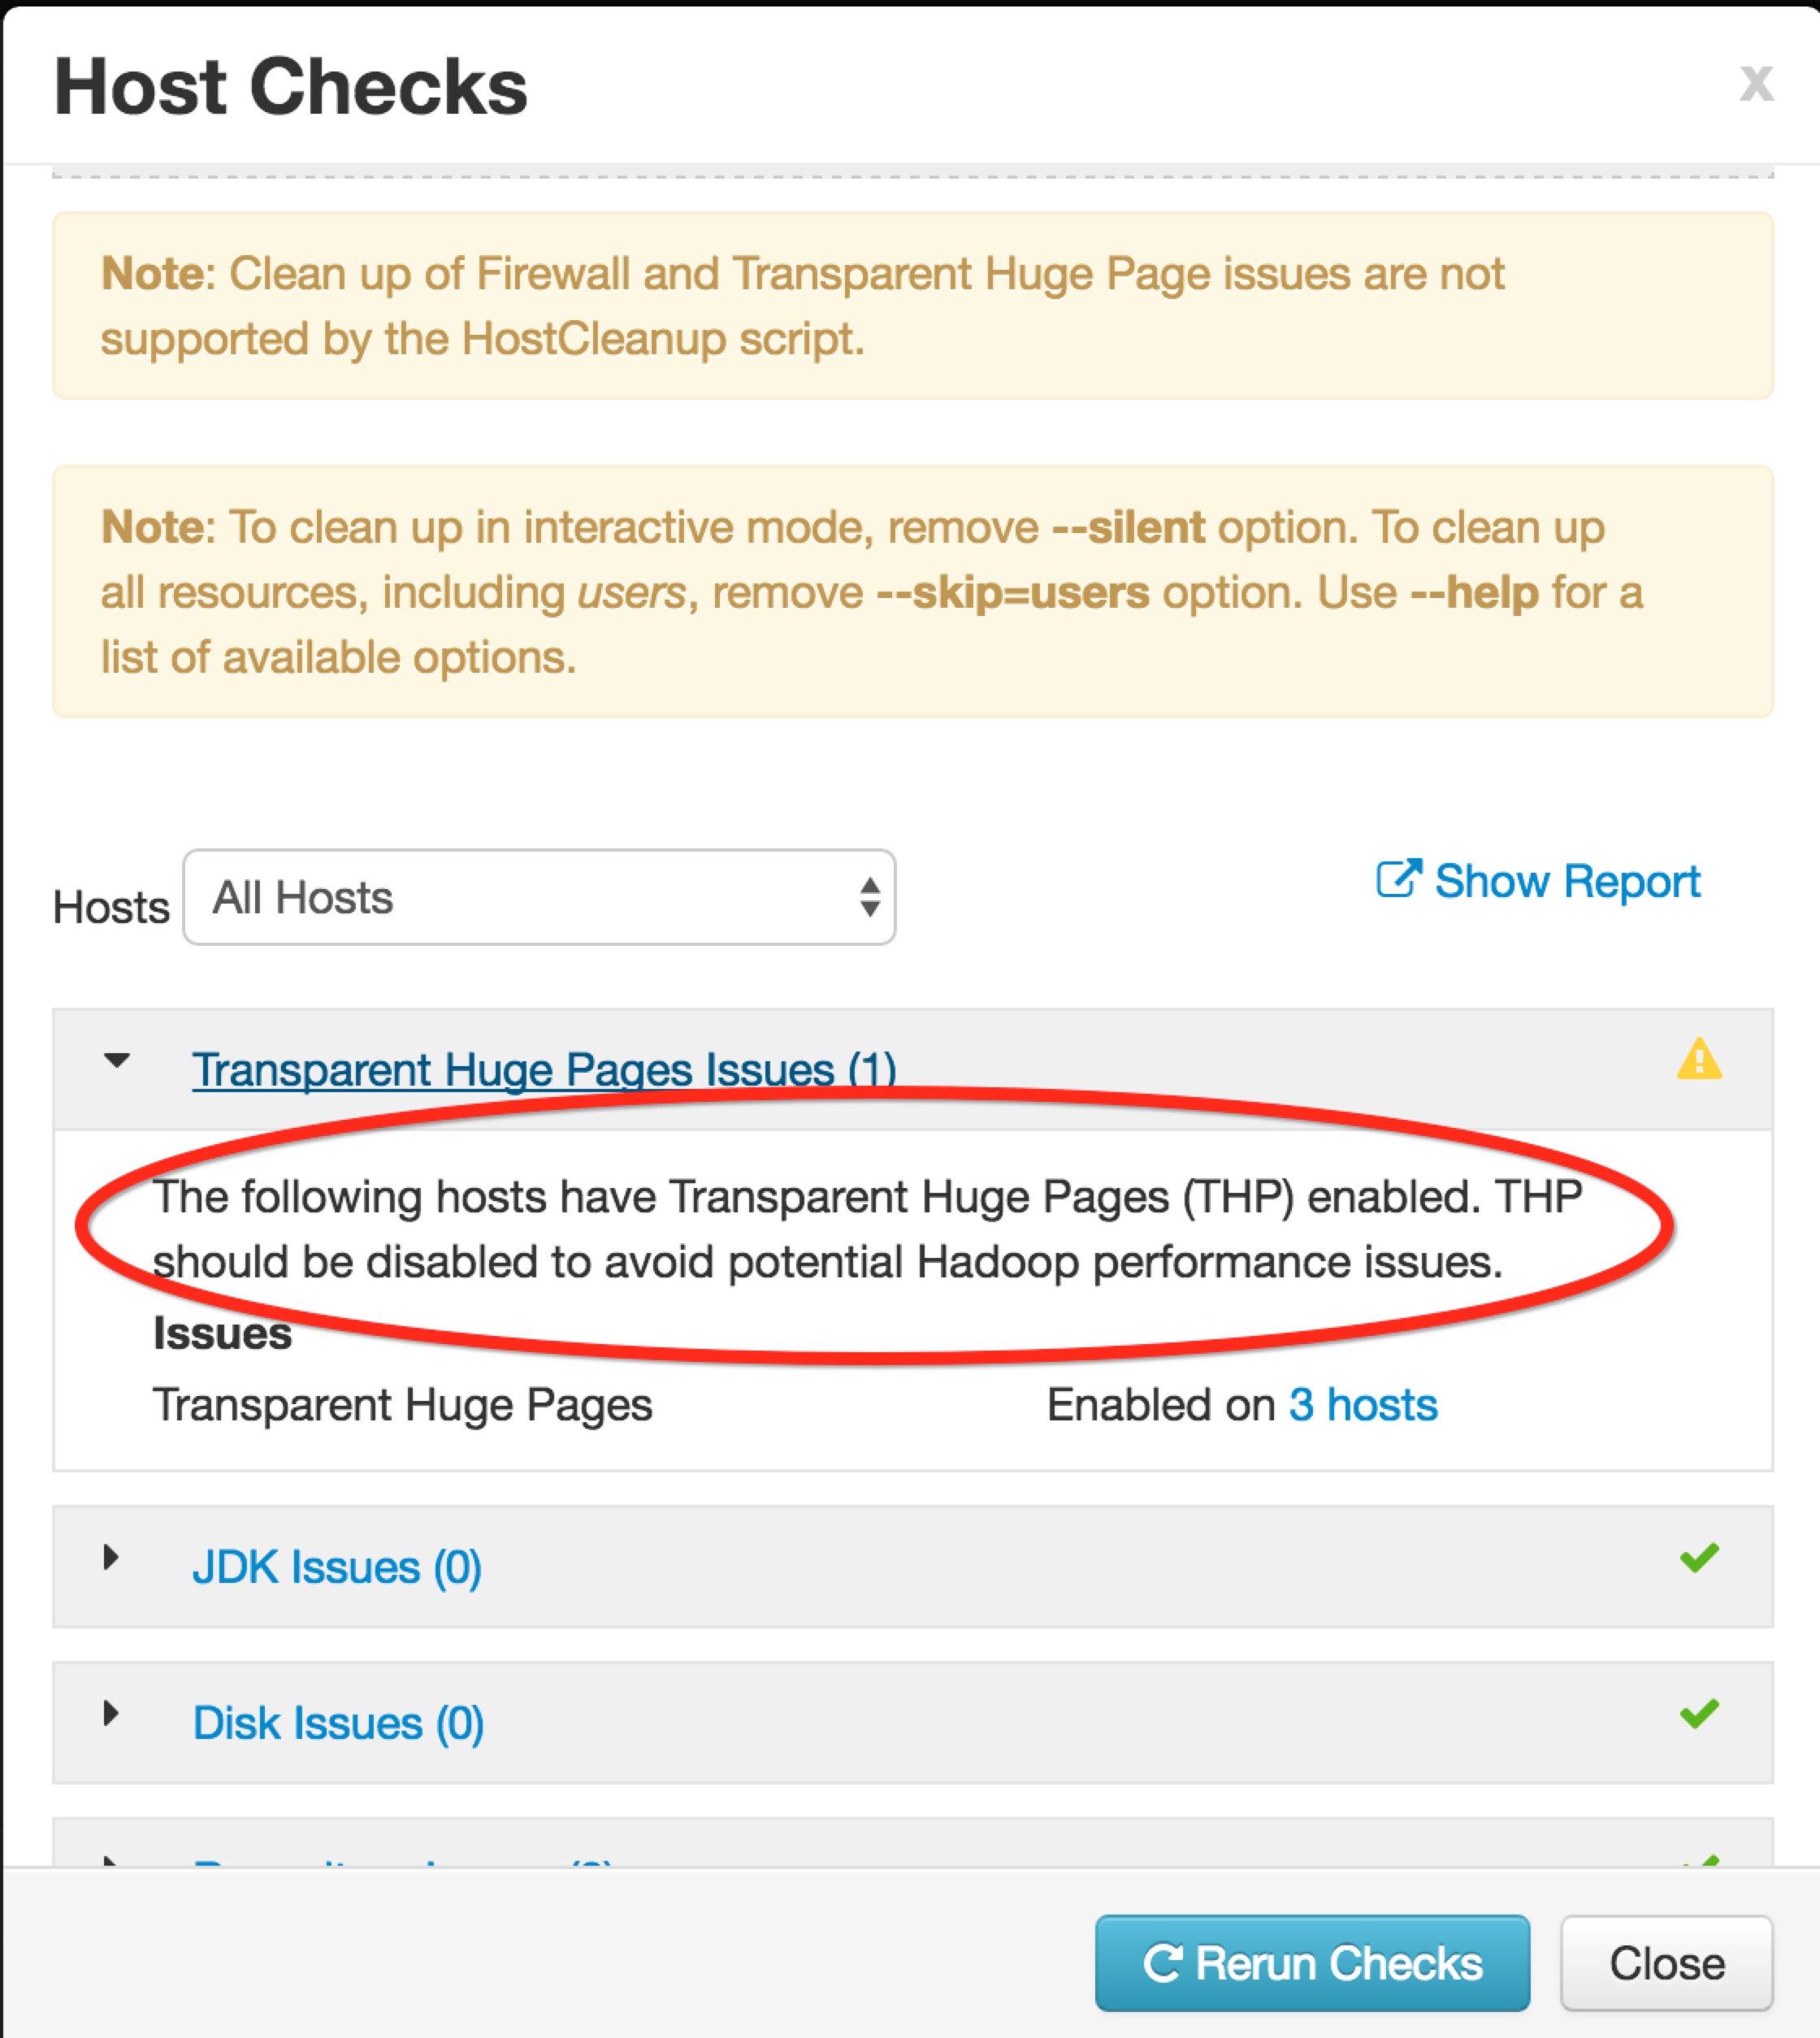 Host Checks
x
Note: Clean up of Firewall and Transparent Huge Page issues are not
supported by the HostCleanup script.
Note: To clean up in interactive mode, remove --silent option. To clean up
all resources, including users, remove --skip=users option. Use --help for a
list of available options.
Hosts All Hosts Show Report
Transparent Huge Pages Issues (1)
The following hosts have Transparent Huge Pages (THP) enabled. THP
should be disabled to avoid potential Hadoop performance issues.
Issues
Transparent Huge Pages Enabled on 3 hosts
JDK Issues (0)
Disk Issues (0)
Rerun Checks Close